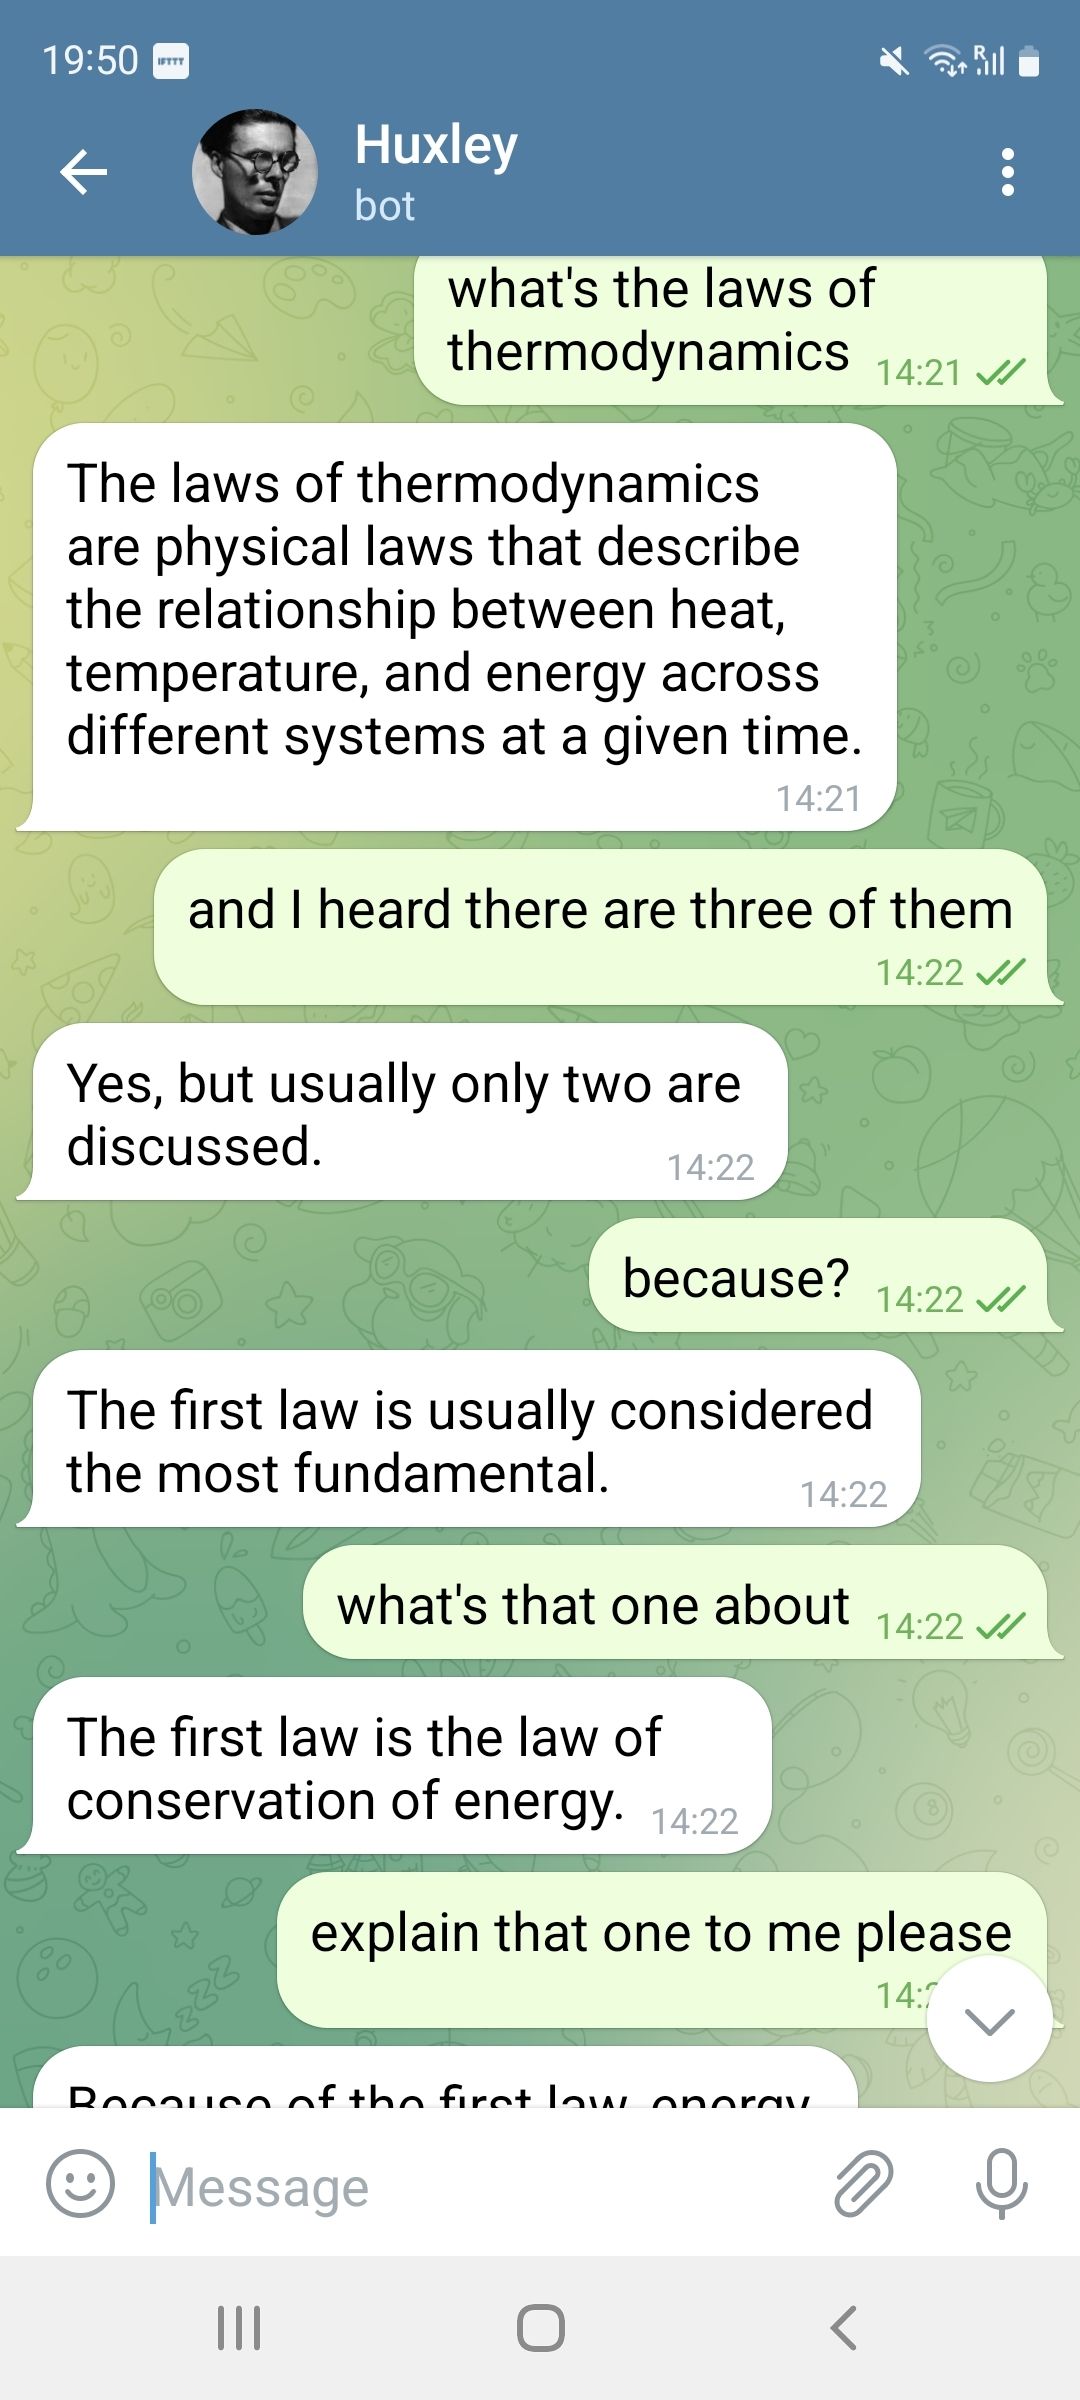 19:50 IFTTT R
Huxley
bot
what's the laws of
thermodynamics 14:21
The laws of thermodynamics
are physical laws that describe
the relationship between heat,
temperature, and energy across
different systems at a given time.
14:21
and I heard there are three of them
14:22
Yes, but usually only two are
discussed. 14:22
because? 14:22
The first law is usually considered
the most fundamental. 14:22
what's that one about 14:22
The first law is the law of
conservation of energy. 14:22
explain that one to me please
14:2
Because of the first law, energy
Message